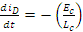 di_D/dt = −(E_c/L_c)